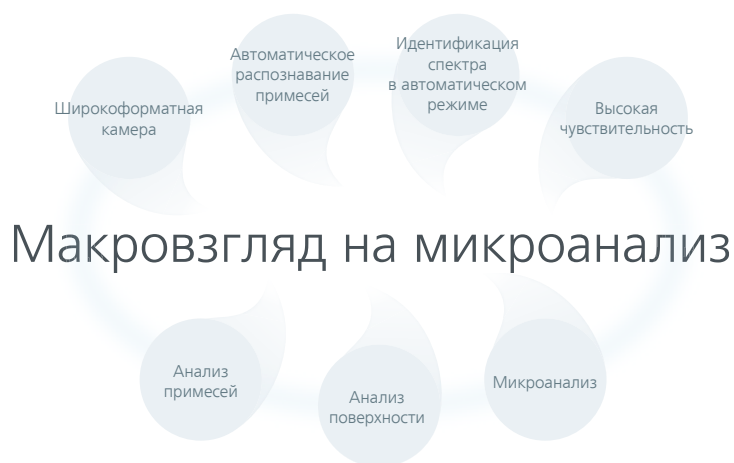 Широкоформатная
камера
Автоматическое
распознавание
примесей
Идентификация
спектра
в автоматическом
режиме
Высокая
чувствительность
Макровзгляд на микроанализ
Анализ
примесей
Анализ
поверхности
Микроанализ